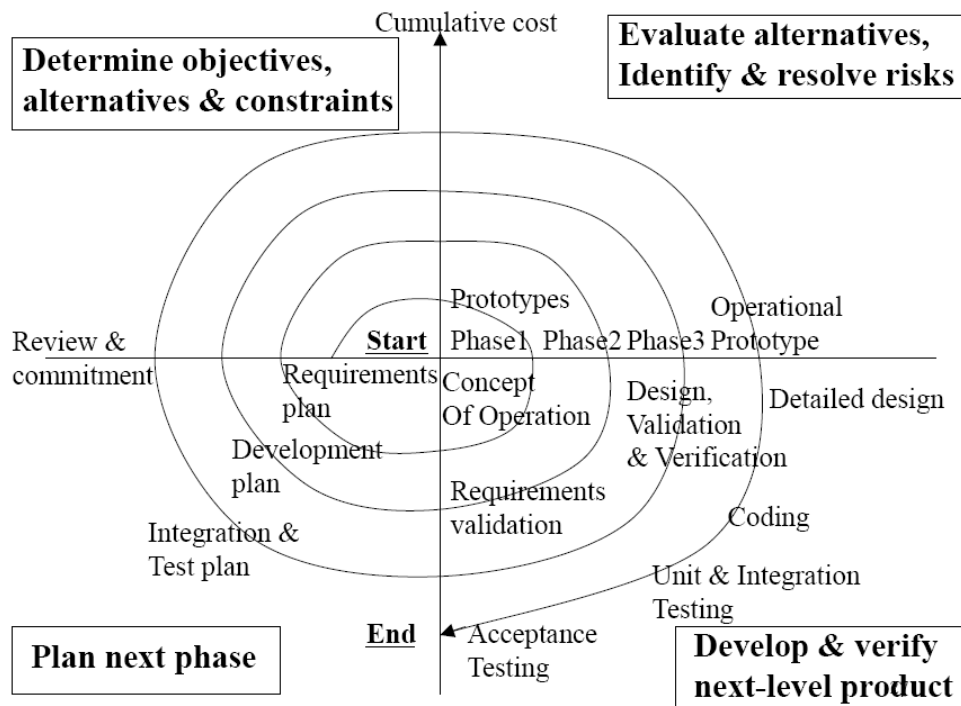 Cumulative cost
Determine objectives,
alternatives & constraints
Evaluate alternatives,
Identify & resolve risks
Prototypes
Operational
Prototype
Start
Phase1
Phase2
Phase3
Review &
commitment
Requirements
plan
Concept
Of Operation
Design,
Validation
& Verification
Detailed design
Development
plan
Requirements
validation
Integration &
Test plan
Coding
Unit & Integration
Testing
End
Acceptance
Testing
Plan next phase
Develop & verify
next-level product